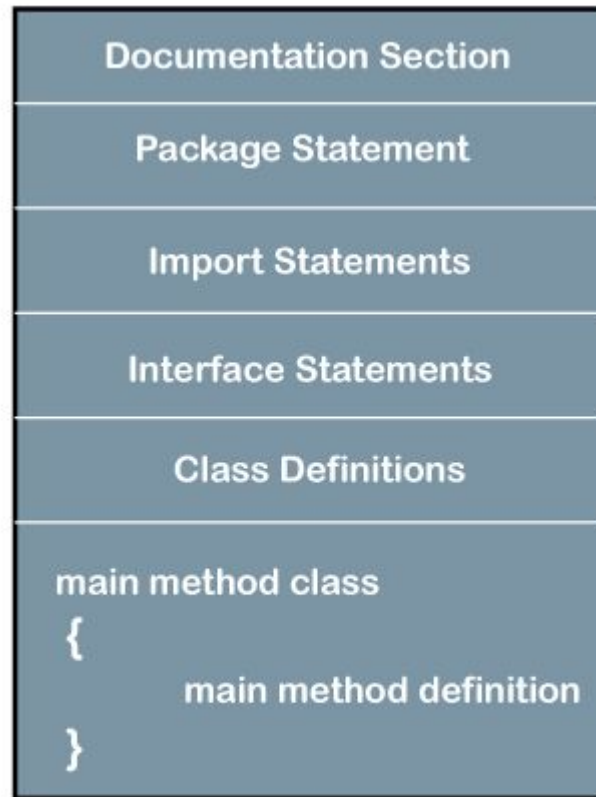 Documentation Section
Package Statement
Import Statements
Interface Statements
Class Definitions
main method class
{
main method definition
}